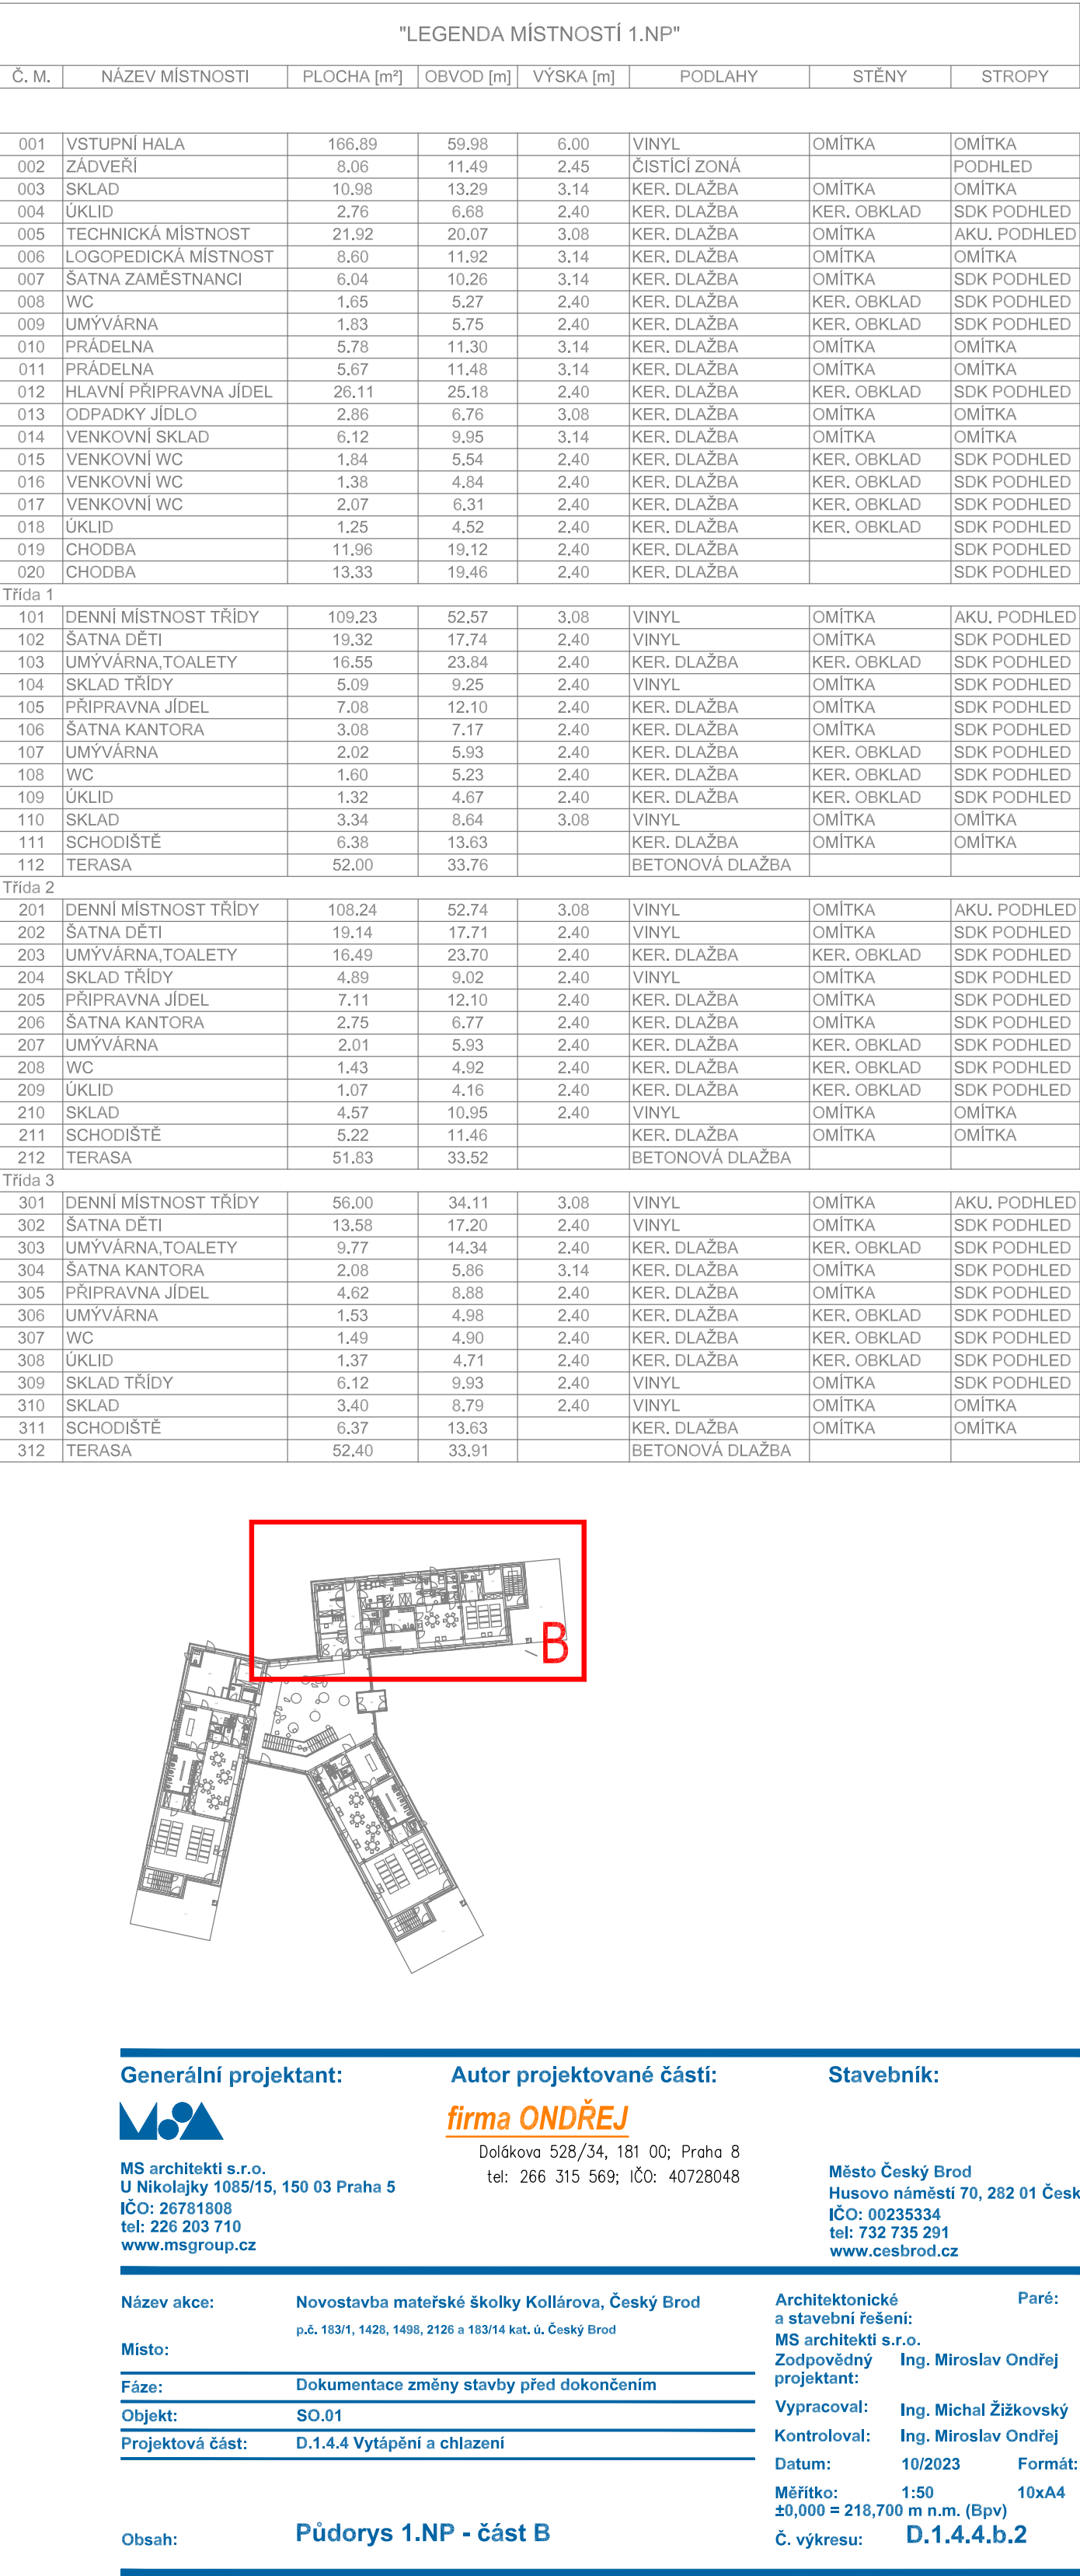 "LEGENDA MÍSTNOSTÍ 1.NP"
Č. M. NÁZEV MÍSTNOSTI PLOCHA [m²] OBVOD [m] VÝSKA [m] PODLAHY STĚNY STROPY
001 VSTUPNÍ HALA 166.89 59.98 6.00 VINYL OMÍTKA OMÍTKA
002 ZÁDVEŘÍ 8.06 11.49 2.45 ČISTÍCÍ ZONÁ PODHLED
003 SKLAD 10.98 13.29 3.14 KER. DLAŽBA OMÍTKA OMÍTKA
004 ÚKLID 2.76 6.68 2.40 KER. DLAŽBA KER. OBKLAD SDK PODHLED
005 TECHNICKÁ MÍSTNOST 21.92 20.07 3.08 KER. DLAŽBA OMÍTKA AKU. PODHLED
006 LOGOPEDICKÁ MÍSTNOST 8.60 11.92 3.14 KER. DLAŽBA OMÍTKA OMÍTKA
007 ŠATNA ZAMĚSTNANCI 6.04 10.26 3.14 KER. DLAŽBA OMÍTKA SDK PODHLED
008 WC 1.65 5.27 2.40 KER. DLAŽBA KER. OBKLAD SDK PODHLED
009 UMÝVÁRNA 1.83 5.75 2.40 KER. DLAŽBA KER. OBKLAD SDK PODHLED
010 PRÁDELNA 5.78 11.30 3.14 KER. DLAŽBA OMÍTKA OMÍTKA
011 PRÁDELNA 5.67 11.48 3.14 KER. DLAŽBA OMÍTKA OMÍTKA
012 HLAVNÍ PŘIPRAVNA JÍDEL 26.11 25.18 2.40 KER. DLAŽBA KER. OBKLAD SDK PODHLED
013 ODPADKY JÍDLO 2.86 6.76 3.08 KER. DLAŽBA OMÍTKA OMÍTKA
014 VENKOVNÍ SKLAD 6.12 9.95 3.14 KER. DLAŽBA OMÍTKA OMÍTKA
015 VENKOVNÍ WC 1.84 5.54 2.40 KER. DLAŽBA KER. OBKLAD SDK PODHLED
016 VENKOVNÍ WC 1.38 4.84 2.40 KER. DLAŽBA KER. OBKLAD SDK PODHLED
017 VENKOVNÍ WC 2.07 6.31 2.40 KER. DLAŽBA KER. OBKLAD SDK PODHLED
018 ÚKLID 1.25 4.52 2.40 KER. DLAŽBA KER. OBKLAD SDK PODHLED
019 CHODBA 11.96 19.12 2.40 KER. DLAŽBA SDK PODHLED
020 CHODBA 13.33 19.46 2.40 KER. DLAŽBA SDK PODHLED
Třída 1
101 DENNÍ MÍSTNOST TŘÍDY 109.23 52.57 3.08 VINYL OMÍTKA AKU. PODHLED
102 ŠATNA DĚTI 19.32 17.74 2.40 VINYL OMÍTKA SDK PODHLED
103 UMÝVÁRNA,TOALETY 16.55 23.84 2.40 KER. DLAŽBA KER. OBKLAD SDK PODHLED
104 SKLAD TŘÍDY 5.09 9.25 2.40 VINYL OMÍTKA SDK PODHLED
105 PŘIPRAVNA JÍDEL 7.08 12.10 2.40 KER. DLAŽBA OMÍTKA SDK PODHLED
106 ŠATNA KANTORA 3.08 7.17 2.40 KER. DLAŽBA OMÍTKA SDK PODHLED
107 UMÝVÁRNA 2.02 5.93 2.40 KER. DLAŽBA KER. OBKLAD SDK PODHLED
108 WC 1.60 5.23 2.40 KER. DLAŽBA KER. OBKLAD SDK PODHLED
109 ÚKLID 1.32 4.67 2.40 KER. DLAŽBA KER. OBKLAD SDK PODHLED
110 SKLAD 3.34 8.64 3.08 VINYL OMÍTKA OMÍTKA
111 SCHODIŠTĚ 6.38 13.63 KER. DLAŽBA OMÍTKA OMÍTKA
112 TERASA 52.00 33.76 BETONOVÁ DLAŽBA
Třída 2
201 DENNÍ MÍSTNOST TŘÍDY 108.24 52.74 3.08 VINYL OMÍTKA AKU. PODHLED
202 ŠATNA DĚTI 19.14 17.71 2.40 VINYL OMÍTKA SDK PODHLED
203 UMÝVÁRNA,TOALETY 16.49 23.70 2.40 KER. DLAŽBA KER. OBKLAD SDK PODHLED
204 SKLAD TŘÍDY 4.89 9.02 2.40 VINYL OMÍTKA SDK PODHLED
205 PŘIPRAVNA JÍDEL 7.11 12.10 2.40 KER. DLAŽBA OMÍTKA SDK PODHLED
206 ŠATNA KANTORA 2.75 6.77 2.40 KER. DLAŽBA OMÍTKA SDK PODHLED
207 UMÝVÁRNA 2.01 5.93 2.40 KER. DLAŽBA KER. OBKLAD SDK PODHLED
208 WC 1.43 4.92 2.40 KER. DLAŽBA KER. OBKLAD SDK PODHLED
209 ÚKLID 1.07 4.16 2.40 KER. DLAŽBA KER. OBKLAD SDK PODHLED
210 SKLAD 4.57 10.95 2.40 VINYL OMÍTKA OMÍTKA
211 SCHODIŠTĚ 5.22 11.46 KER. DLAŽBA OMÍTKA OMÍTKA
212 TERASA 51.83 33.52 BETONOVÁ DLAŽBA
Třída 3
301 DENNÍ MÍSTNOST TŘÍDY 56.00 34.11 3.08 VINYL OMÍTKA AKU. PODHLED
302 ŠATNA DĚTI 13.58 17.20 2.40 VINYL OMÍTKA SDK PODHLED
303 UMÝVÁRNA,TOALETY 9.77 14.34 2.40 KER. DLAŽBA KER. OBKLAD SDK PODHLED
304 ŠATNA KANTORA 2.08 5.86 3.14 KER. DLAŽBA OMÍTKA SDK PODHLED
305 PŘIPRAVNA JÍDEL 4.62 8.88 2.40 KER. DLAŽBA OMÍTKA SDK PODHLED
306 UMÝVÁRNA 1.53 4.98 2.40 KER. DLAŽBA KER. OBKLAD SDK PODHLED
307 WC 1.49 4.90 2.40 KER. DLAŽBA KER. OBKLAD SDK PODHLED
308 ÚKLID 1.37 4.71 2.40 KER. DLAŽBA KER. OBKLAD SDK PODHLED
309 SKLAD TŘÍDY 6.12 9.93 2.40 VINYL OMÍTKA SDK PODHLED
310 SKLAD 3.40 8.79 2.40 VINYL OMÍTKA OMÍTKA
311 SCHODIŠTĚ 6.37 13.63 KER. DLAŽBA OMÍTKA OMÍTKA
312 TERASA 52.40 33.91 BETONOVÁ DLAŽBA
B
Generální projektant: Autor projektované částí: Stavebník:
firma ONDŘEJ
Dolákova 528/34, 181 00; Praha 8
tel: 266 315 569; IČO: 40728048
MS architekti s.r.o.
U Nikolajky 1085/15, 150 03 Praha 5
IČO: 26781808
tel: 226 203 710
www.msgroup.cz
Město Český Brod
Husovo náměstí 70, 282 01 Česk
IČO: 00235334
tel: 732 735 291
www.cesbrod.cz
Název akce: Novostavba mateřské školky Kollárova, Český Brod
p.č. 183/1, 1428, 1498, 2126 a 183/14 kat. ú. Český Brod
Místo:
Fáze: Dokumentace změny stavby před dokončením
Objekt: SO.01
Projektová část: D.1.4.4 Vytápění a chlazení
Obsah: Půdorys 1.NP - část B
Architektonické Paré:
a stavební řešení:
MS architekti s.r.o.
Zodpovědný Ing. Miroslav Ondřej
projektant:
Vypracoval: Ing. Michal Žižkovský
Kontroloval: Ing. Miroslav Ondřej
Datum: 10/2023 Formát:
Měřítko: 1:50 10xA4
±0,000 = 218,700 m n.m. (Bpv)
Č. výkresu: D.1.4.4.b.2